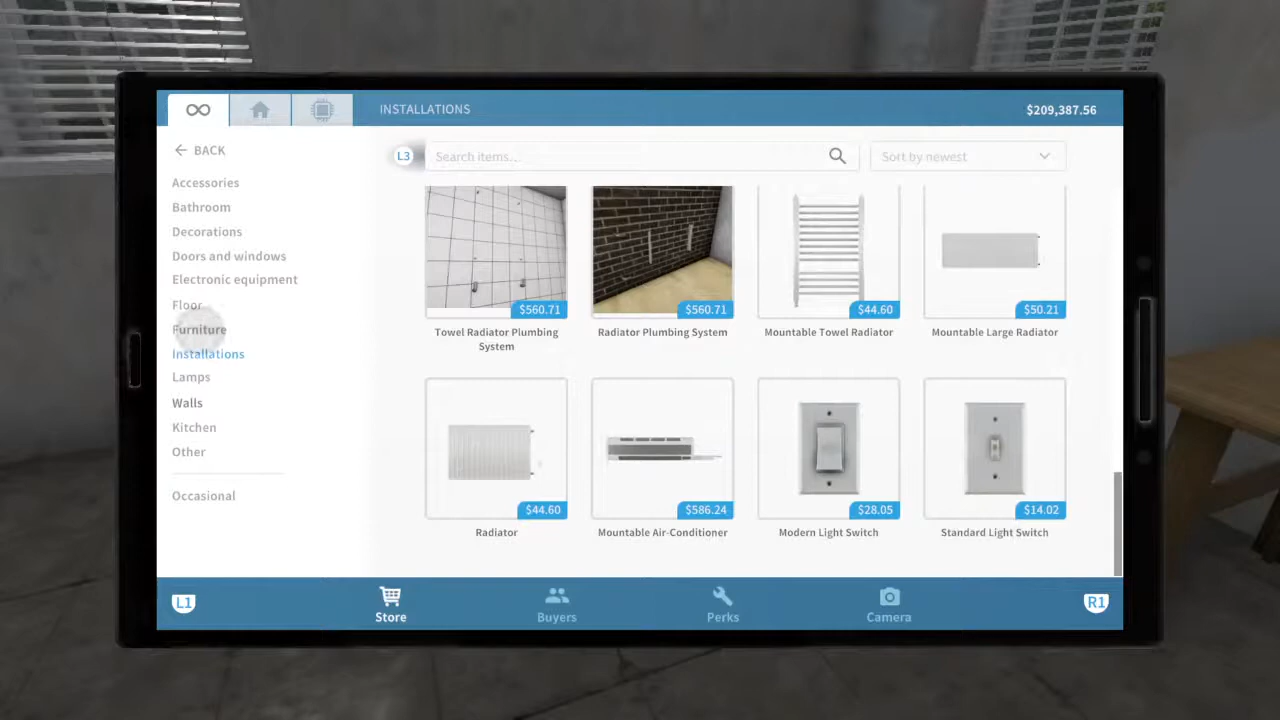 INSTALLATIONS
$209,387.56
BACK
L3
Search items...
Sort by newest
Accessories
Bathroom
Decorations
Doors and windows
Electronic equipment
Floor
Furniture
Installations
Lamps
Walls
Kitchen
Other
Occasional
$560.71
$560.71
$44.60
$50.21
Towel Radiator Plumbing
System
Radiator Plumbing System
Mountable Towel Radiator
Mountable Large Radiator
$44.60
$586.24
$28.05
$14.02
Radiator
Mountable Air-Conditioner
Modern Light Switch
Standard Light Switch
L1
Store
Buyers
Perks
Camera
R1